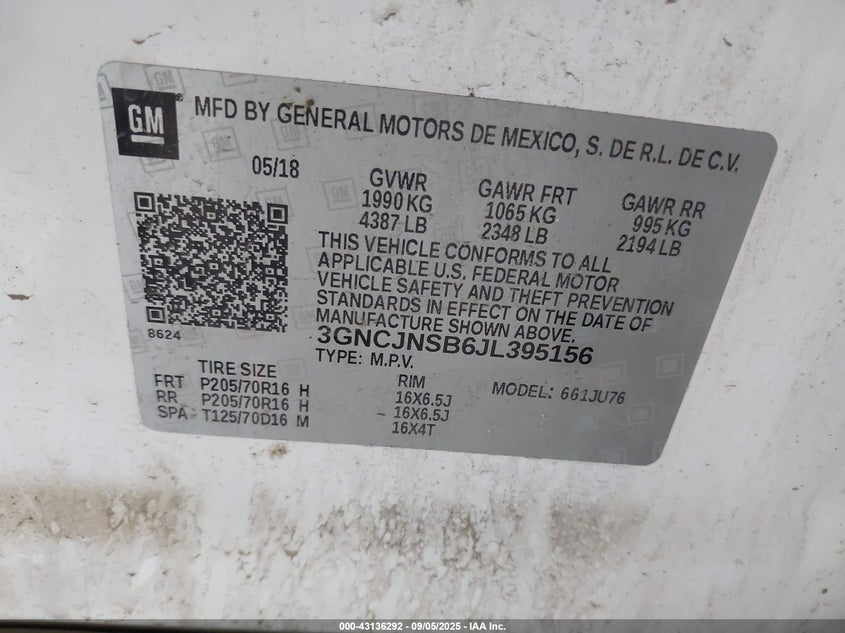 GM
MFD BY GENERAL MOTORS DE MEXICO, S. DE R.L. DE C.V.
05/18
GVWR
1990 KG
4387 LB
GAWR FRT
1065 KG
2348 LB
GAWR RR
995 KG
2194 LB
THIS VEHICLE CONFORMS TO ALL
APPLICABLE U.S. FEDERAL MOTOR
VEHICLE SAFETY AND THEFT PREVENTION
STANDARDS IN EFFECT ON THE DATE OF
MANUFACTURE SHOWN ABOVE.
3GNCJNSB6JL395156
TYPE: M.P.V.
8624
TIRE SIZE RIM MODEL: 661JU76
FRT P205/70R16 H 16X6.5J
RR P205/70R16 H 16X6.5J
SPA T125/70D16 M 16X4T
000-43136292 - 09/05/2025 - IAA Inc.